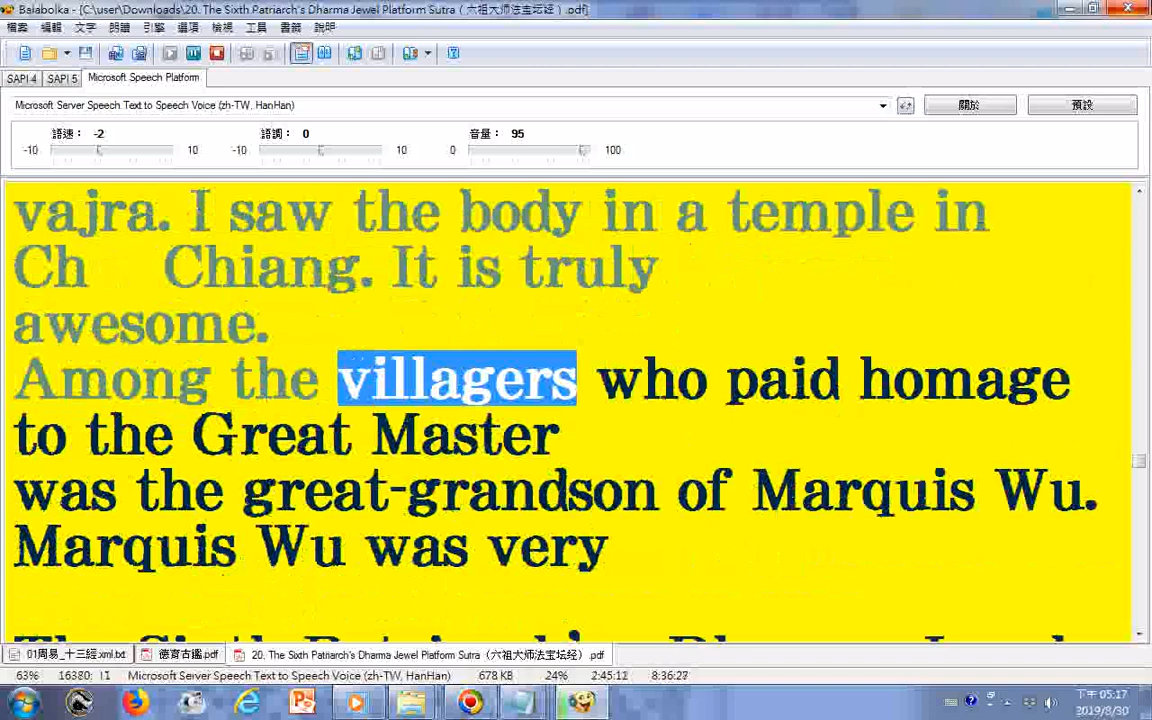 Balabolka - [C:\user\Downloads\20. The Sixth Patriarch's Dharma Jewel Platform Sutra（六祖大师法宝坛经）.pdf]
檔案 編輯 文字 朗讀 引擎 選項 檢視 工具 書籤 說明
SAPI 4 SAPI 5 Microsoft Speech Platform
Microsoft Server Speech Text to Speech Voice (zh-TW, HanHan) 關於 預設
語速： -2 語調： 0 音量： 95
-10 10 -10 10 0 100
vajra. I saw the body in a temple in
Ch Chiang. It is truly
awesome.
Among the villagers who paid homage
to the Great Master
was the great-grandson of Marquis Wu.
Marquis Wu was very
The Sixth Patriarch's Dharma Jewel
01周易_十三經.xml.txt 德育古鑑.pdf 20. The Sixth Patriarch's Dharma Jewel Platform Sutra（六祖大师法宝坛经）.pdf
63% 16380: 11 Microsoft Server Speech Text to Speech Voice (zh-TW, HanHan) 678 KB 24% 2:45:12 8:36:27
下午 05:17
2019/8/30